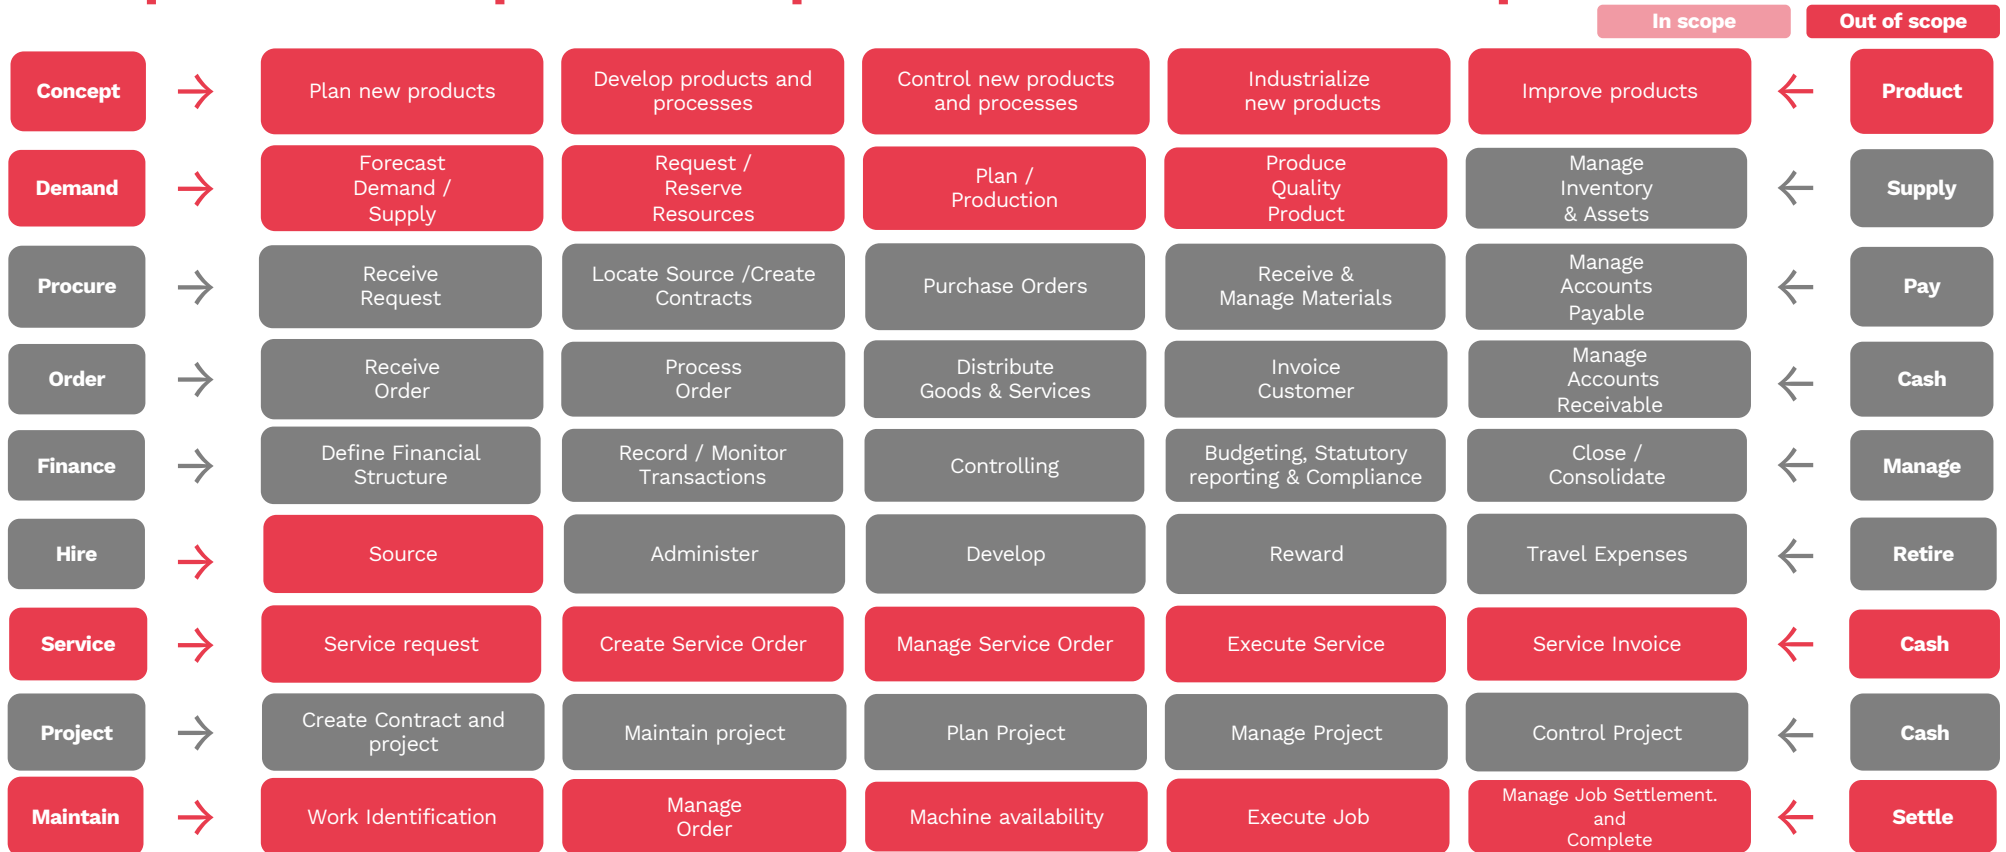 In scope
Out of scope
Concept
Plan new products
Develop products and
processes
Control new products
and processes
Industrialize
new products
Improve products
Product
Demand
Forecast
Demand /
Supply
Request /
Reserve
Resources
Plan /
Production
Produce
Quality
Product
Manage
Inventory
& Assets
Supply
Procure
Receive
Request
Locate Source /Create
Contracts
Purchase Orders
Receive &
Manage Materials
Manage
Accounts
Payable
Pay
Order
Receive
Order
Process
Order
Distribute
Goods & Services
Invoice
Customer
Manage
Accounts
Receivable
Cash
Finance
Define Financial
Structure
Record / Monitor
Transactions
Controlling
Budgeting, Statutory
reporting & Compliance
Close /
Consolidate
Manage
Hire
Source
Administer
Develop
Reward
Travel Expenses
Retire
Service
Service request
Create Service Order
Manage Service Order
Execute Service
Service Invoice
Cash
Project
Create Contract and
project
Maintain project
Plan Project
Manage Project
Control Project
Cash
Maintain
Work Identification
Manage
Order
Machine availability
Execute Job
Manage Job Settlement.
and
Complete
Settle